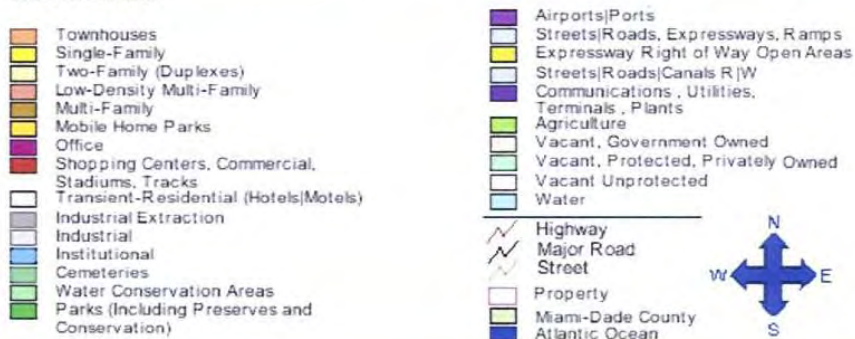 Townhouses
Single-Family
Two-Family (Duplexes)
Low-Density Multi-Family
Multi-Family
Mobile Home Parks
Office
Shopping Centers, Commercial,
Stadiums, Tracks
Transient-Residential (Hotels|Motels)
Industrial Extraction
Industrial
Institutional
Cemeteries
Water Conservation Areas
Parks (Including Preserves and
Conservation)
Airports|Ports
Streets|Roads, Expressways, Ramps
Expressway Right of Way Open Areas
Streets|Roads|Canals R|W
Communications , Utilities,
Terminals , Plants
Agriculture
Vacant, Government Owned
Vacant, Protected, Privately Owned
Vacant Unprotected
Water
Highway
Major Road
Street
Property
Miami-Dade County
Atlantic Ocean
N
W E
S